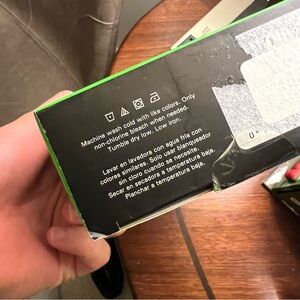 Machine wash cold with like colors. Only
non-chlorine bleach when needed.
Tumble dry low. Low iron.
Lavar en lavadora con agua fría con
colores similares. Solo usar blanqueador
sin cloro cuando se necesite.
Secar en secadora a temperatura baja.
Planchar a temperatura baja.